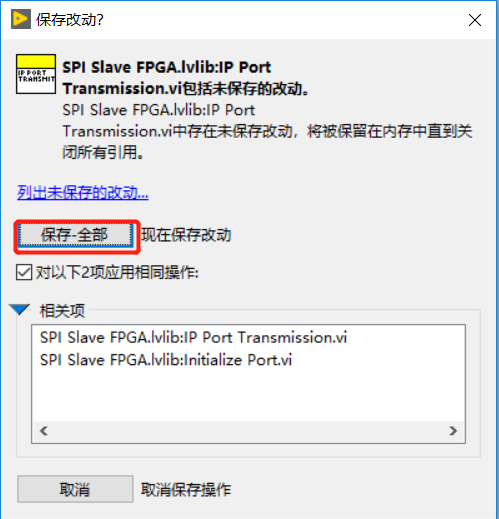 保存改动?
IP PORT
TRANSMIT
SPI Slave FPGA.lvlib:IP Port
Transmission.vi包括未保存的改动。
SPI Slave FPGA.lvlib:IP Port
Transmission.vi中存在未保存改动，将被保留在内存中直到关
闭所有引用。
列出未保存的改动...
保存-全部 现在保存改动
对以下2项应用相同操作:
相关项
SPI Slave FPGA.lvlib:IP Port Transmission.vi
SPI Slave FPGA.lvlib:Initialize Port.vi
取消 取消保存操作